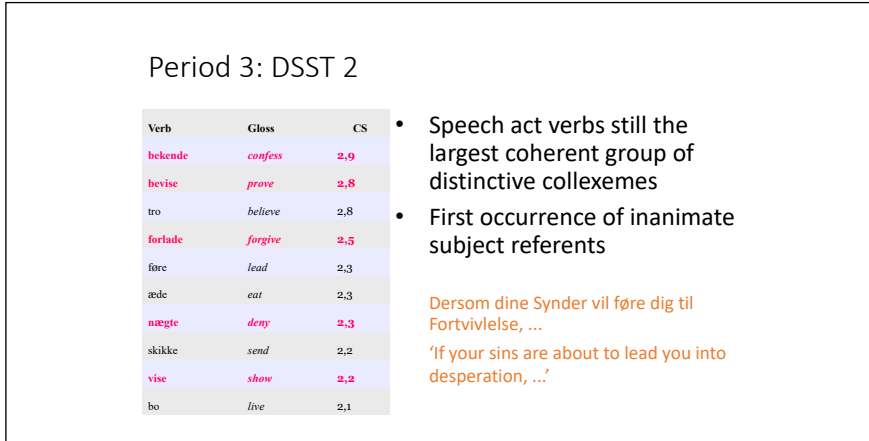 Period 3: DSST 2
Verb Gloss CS
bekende confess 2,9
bevise prove 2,8
tro believe 2,8
forlade forgive 2,5
føre lead 2,3
æde eat 2,3
nægte deny 2,3
skikke send 2,2
vise show 2,2
bo live 2,1
• Speech act verbs still the
largest coherent group of
distinctive collexemes
• First occurrence of inanimate
subject referents
Dersom dine Synder vil føre dig til
Fortvivlelse, ...
‘If your sins are about to lead you into
desperation, ...’